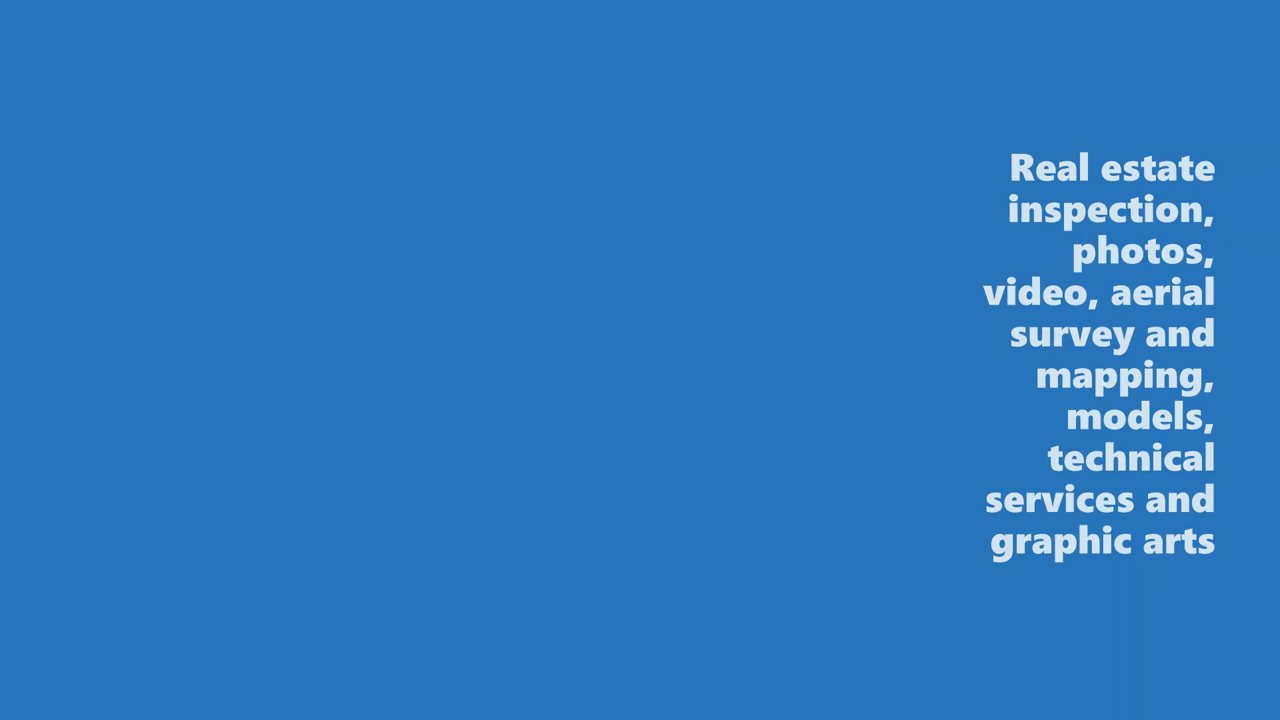 Real estate
inspection,
photos,
video, aerial
survey and
mapping,
models,
technical
services and
graphic arts